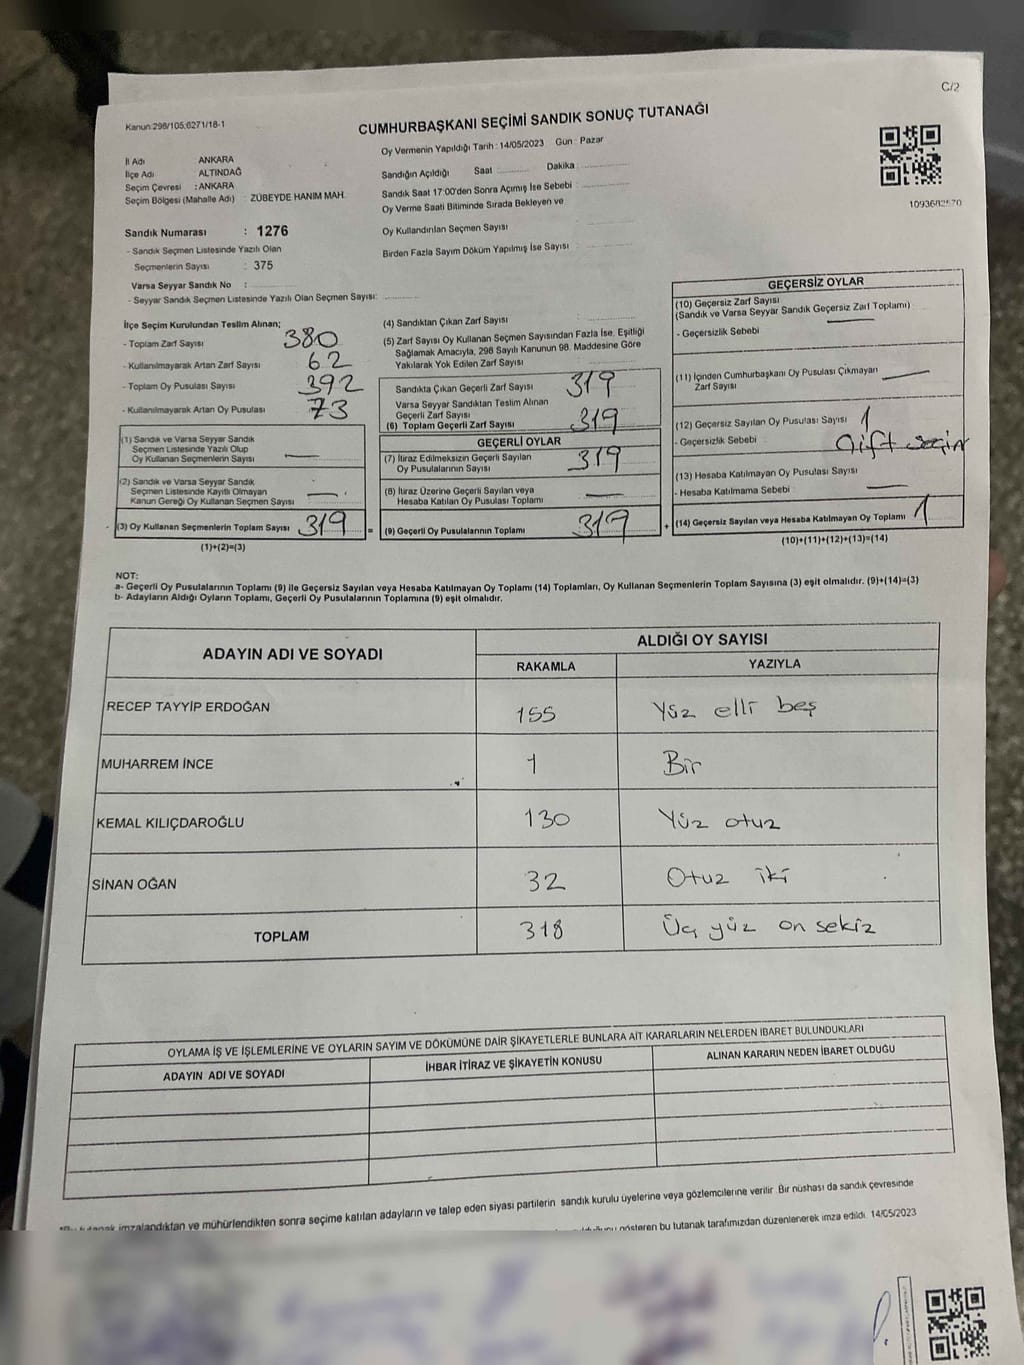 C/2
Kanun:298/105;6271/18-1
CUMHURBAŞKANI SEÇİMİ SANDIK SONUÇ TUTANAĞI
İl Adı ANKARA
İlçe Adı ALTINDAĞ
Seçim Çevresi : ANKARA
Seçim Bölgesi (Mahalle Adı) : ZÜBEYDE HANIM MAH.
Sandık Numarası : 1276
- Sandık Seçmen Listesinde Yazılı Olan
Seçmenlerin Sayısı : 375
Varsa Seyyar Sandık No :
- Seyyar Sandık Seçmen Listesinde Yazılı Olan Seçmen Sayısı:
Oy Vermenin Yapıldığı Tarih : 14/05/2023 Gün : Pazar
Sandığın Açıldığı Saat Dakika
Sandık Saat 17:00'den Sonra Açımış İse Sebebi :
Oy Verme Saati Bitiminde Sırada Bekleyen ve
Oy Kullandırılan Seçmen Sayısı
Birden Fazla Sayım Döküm Yapılmış İse Sayısı :
İlçe Seçim Kurulundan Teslim Alınan;
- Toplam Zarf Sayısı 380
- Kullanılmayarak Artan Zarf Sayısı 62
- Toplam Oy Pusulası Sayısı 392
- Kullanılmayarak Artan Oy Pusulası 73
(1) Sandık ve Varsa Seyyar Sandık
Seçmen Listesinde Yazılı Olup
Oy Kullanan Seçmenlerin Sayısı —
(2) Sandık ve Varsa Seyyar Sandık
Seçmen Listesinde Kayıtlı Olmayan
Kanun Gereği Oy Kullanan Seçmen Sayısı —
(3) Oy Kullanan Seçmenlerin Toplam Sayısı 319 =
(1)+(2)=(3)
(4) Sandıktan Çıkan Zarf Sayısı
(5) Zarf Sayısı Oy Kullanan Seçmen Sayısından Fazla İse, Eşitliği
Sağlamak Amacıyla, 298 Sayılı Kanunun 98. Maddesine Göre
Yakılarak Yok Edilen Zarf Sayısı
Sandıkta Çıkan Geçerli Zarf Sayısı 319
Varsa Seyyar Sandıktan Teslim Alınan
Geçerli Zarf Sayısı
(6) Toplam Geçerli Zarf Sayısı 319
GEÇERLİ OYLAR
(7) İtiraz Edilmeksizin Geçerli Sayılan
Oy Pusulalarının Sayısı 319
(8) İtiraz Üzerine Geçerli Sayılan veya
Hesaba Katılan Oy Pusulası Toplamı —
(9) Geçerli Oy Pusulalarının Toplamı 319 +
GEÇERSİZ OYLAR
(10) Geçersiz Zarf Sayısı
(Sandık ve Varsa Seyyar Sandık Geçersiz Zarf Toplamı)
- Geçersizlik Sebebi —
(11) İçinden Cumhurbaşkanı Oy Pusulası Çıkmayan
Zarf Sayısı —
(12) Geçersiz Sayılan Oy Pusulası Sayısı 1
- Geçersizlik Sebebi Çift seçin
(13) Hesaba Katılmayan Oy Pusulası Sayısı
- Hesaba Katılmama Sebebi —
(14) Geçersiz Sayılan veya Hesaba Katılmayan Oy Toplamı 1
(10)+(11)+(12)+(13)=(14)
NOT:
a- Geçerli Oy Pusulalarının Toplamı (9) ile Geçersiz Sayılan veya Hesaba Katılmayan Oy Toplamı (14) Toplamları, Oy Kullanan Seçmenlerin Toplam Sayısına (3) eşit olmalıdır. (9)+(14)=(3)
b- Adayların Aldığı Oyların Toplamı, Geçerli Oy Pusulalarının Toplamına (9) eşit olmalıdır.
ADAYIN ADI VE SOYADI ALDIĞI OY SAYISI
RAKAMLA YAZIYLA
RECEP TAYYİP ERDOĞAN 155 Yüz elli beş
MUHARREM İNCE 1 Bir
KEMAL KILIÇDAROĞLU 130 Yüz otuz
SİNAN OĞAN 32 Otuz iki
TOPLAM 318 Üç yüz on sekiz
OYLAMA İŞ VE İŞLEMLERİNE VE OYLARIN SAYIM VE DÖKÜMÜNE DAİR ŞİKAYETLERLE BUNLARA AİT KARARLARIN NELERDEN İBARET BULUNDUKLARI
ADAYIN ADI VE SOYADI İHBAR İTİRAZ VE ŞİKAYETİN KONUSU ALINAN KARARIN NEDEN İBARET OLDUĞU
tutanak imzalandıktan ve mühürlendikten sonra seçime katılan adayların ve talep eden siyasi partilerin sandık kurulu üyelerine veya gözlemcilerine verilir. Bir nüshası da sandık çevresinde
gösteren bu tutanak tarafımızdan düzenlenerek imza edildi. 14/05/2023